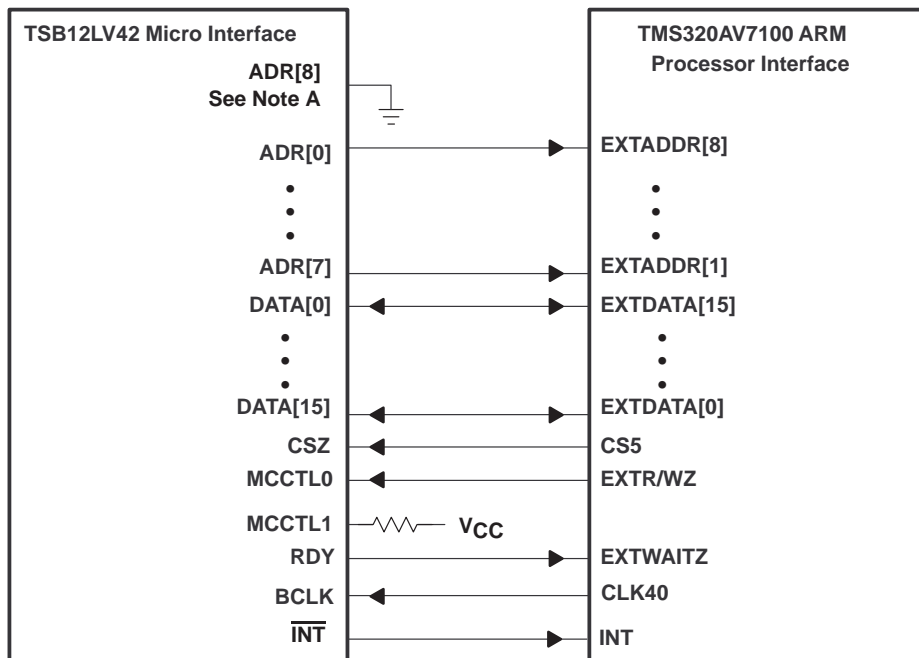 TSB12LV42 Micro Interface
TMS320AV7100 ARM
Processor Interface
ADR[8]
See Note A
ADR[0]
EXTADDR[8]
ADR[7]
EXTADDR[1]
DATA[0]
EXTDATA[15]
DATA[15]
EXTDATA[0]
CSZ
CS5
MCCTL0
EXTR/WZ
MCCTL1
VCC
RDY
EXTWAITZ
BCLK
CLK40
INT
INT